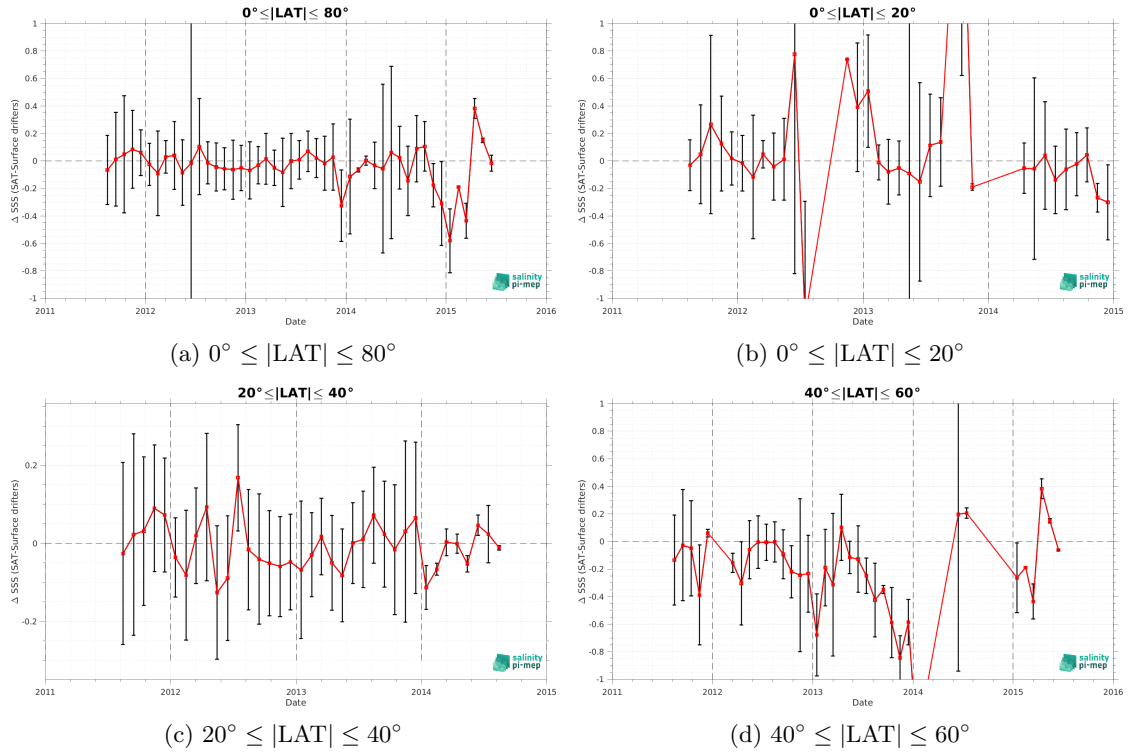 0°≤|LAT|≤ 80°
Δ SSS (SAT-Surface drifters)
1
0.8
0.6
0.4
0.2
0
-0.2
-0.4
-0.6
-0.8
-1
2011
2012
2013
2014
2015
2016
Date
salinity
pi-mep
(a) 0° ≤ |LAT| ≤ 80°
0°≤|LAT|≤ 20°
Δ SSS (SAT-Surface drifters)
1
0.8
0.6
0.4
0.2
0
-0.2
-0.4
-0.6
-0.8
-1
2011
2012
2013
2014
2015
Date
salinity
pi-mep
(b) 0° ≤ |LAT| ≤ 20°
20°≤|LAT|≤ 40°
Δ SSS (SAT-Surface drifters)
0.2
0
-0.2
2011
2012
2013
2014
2015
Date
salinity
pi-mep
(c) 20° ≤ |LAT| ≤ 40°
40°≤|LAT|≤ 60°
Δ SSS (SAT-Surface drifters)
1
0.8
0.6
0.4
0.2
0
-0.2
-0.4
-0.6
-0.8
-1
2011
2012
2013
2014
2015
2016
Date
salinity
pi-mep
(d) 40° ≤ |LAT| ≤ 60°